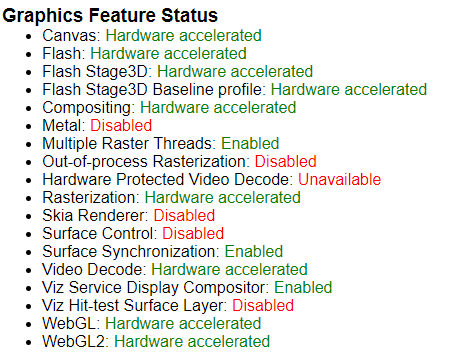 Graphics Feature Status
Canvas: Hardware accelerated
Flash: Hardware accelerated
Flash Stage3D: Hardware accelerated
Flash Stage3D Baseline profile: Hardware accelerated
Compositing: Hardware accelerated
Metal: Disabled
Multiple Raster Threads: Enabled
Out-of-process Rasterization: Disabled
Hardware Protected Video Decode: Unavailable
Rasterization: Hardware accelerated
Skia Renderer: Disabled
Surface Control: Disabled
Surface Synchronization: Enabled
Video Decode: Hardware accelerated
Viz Service Display Compositor: Enabled
Viz Hit-test Surface Layer: Disabled
WebGL: Hardware accelerated
WebGL2: Hardware accelerated